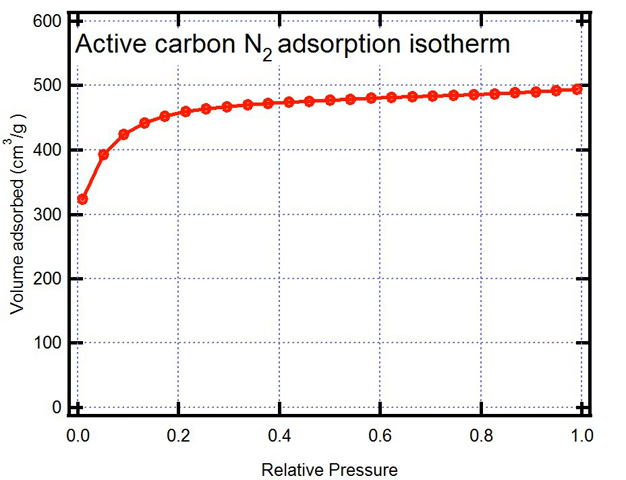 Active carbon N2 adsorption isotherm
600
500
400
300
200
100
0
Volume adsorbed (cm3/g )
0.0 0.2 0.4 0.6 0.8 1.0
Relative Pressure